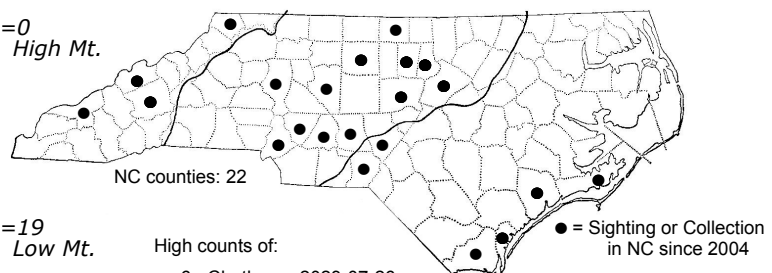 =0
High Mt.
NC counties: 22
=19
Low Mt.
High counts of:
● = Sighting or Collection
in NC since 2004